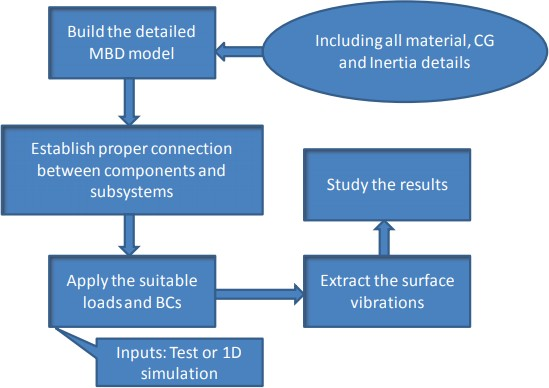 Build the detailed
MBD model
Including all material, CG
and Inertia details
Establish proper connection
between components and
subsystems
Study the results
Apply the suitable
loads and BCs
Extract the surface
vibrations
Inputs: Test or 1D
simulation